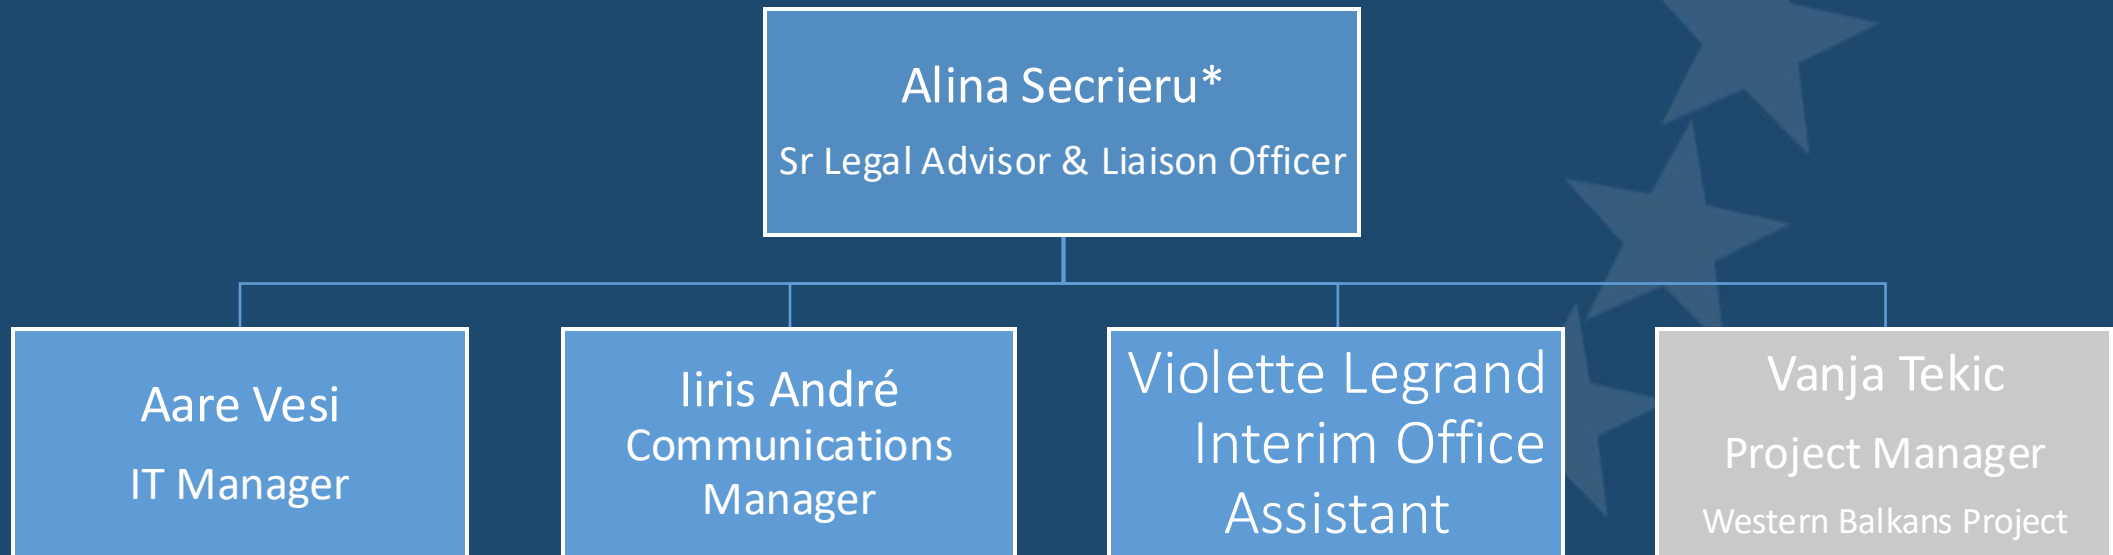 Alina Secrieru*
Sr Legal Advisor & Liaison Officer
Aare Vesi
IT Manager
Iiris André
Communications
Manager
Violette Legrand
Interim Office
Assistant
Vanja Tekic
Project Manager
Western Balkans Project